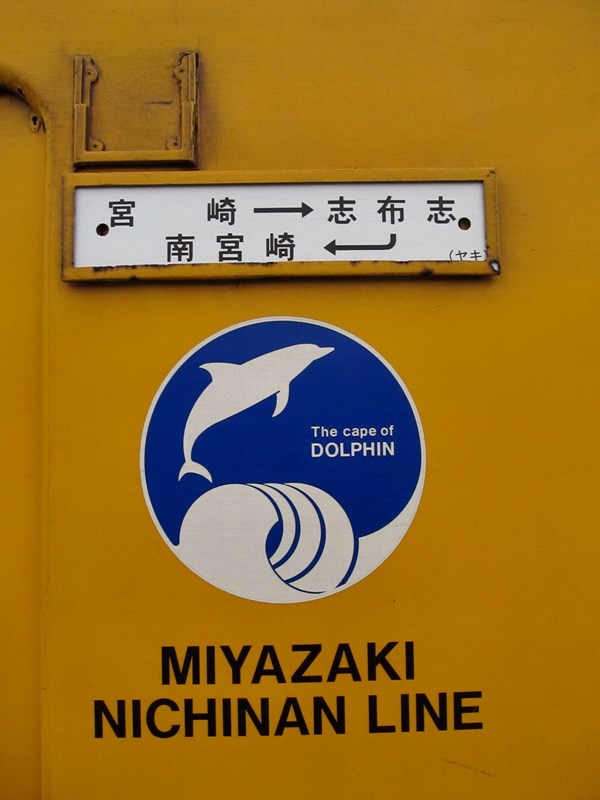 宮 崎 → 志 布 志
南 宮 崎 ↵
(ヤキ)
The cape of
DOLPHIN
MIYAZAKI
NICHINAN LINE